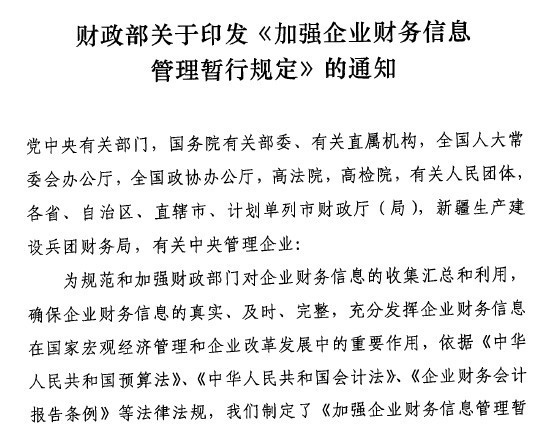 财政部关于印发《加强企业财务信息
管理暂行规定》的通知
党中央有关部门，国务院有关部委、有关直属机构，全国人大常
委会办公厅，全国政协办公厅，高法院，高检院，有关人民团体，
各省、自治区、直辖市、计划单列市财政厅（局），新疆生产建
设兵团财务局，有关中央管理企业：
为规范和加强财政部门对企业财务信息的收集汇总和利用，
确保企业财务信息的真实、及时、完整，充分发挥企业财务信息
在国家宏观经济管理和企业改革发展中的重要作用，依据《中华
人民共和国预算法》、《中华人民共和国会计法》、《企业财务会计
报告条例》等法律法规，我们制定了《加强企业财务信息管理暂